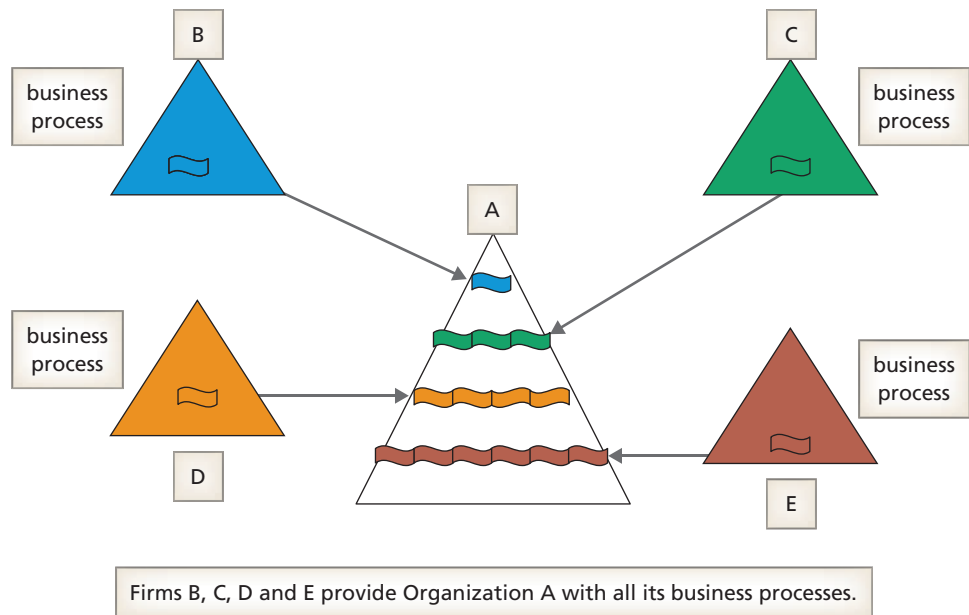 B
C
business
process
business
process
A
business
process
business
process
D
E
Firms B, C, D and E provide Organization A with all its business processes.